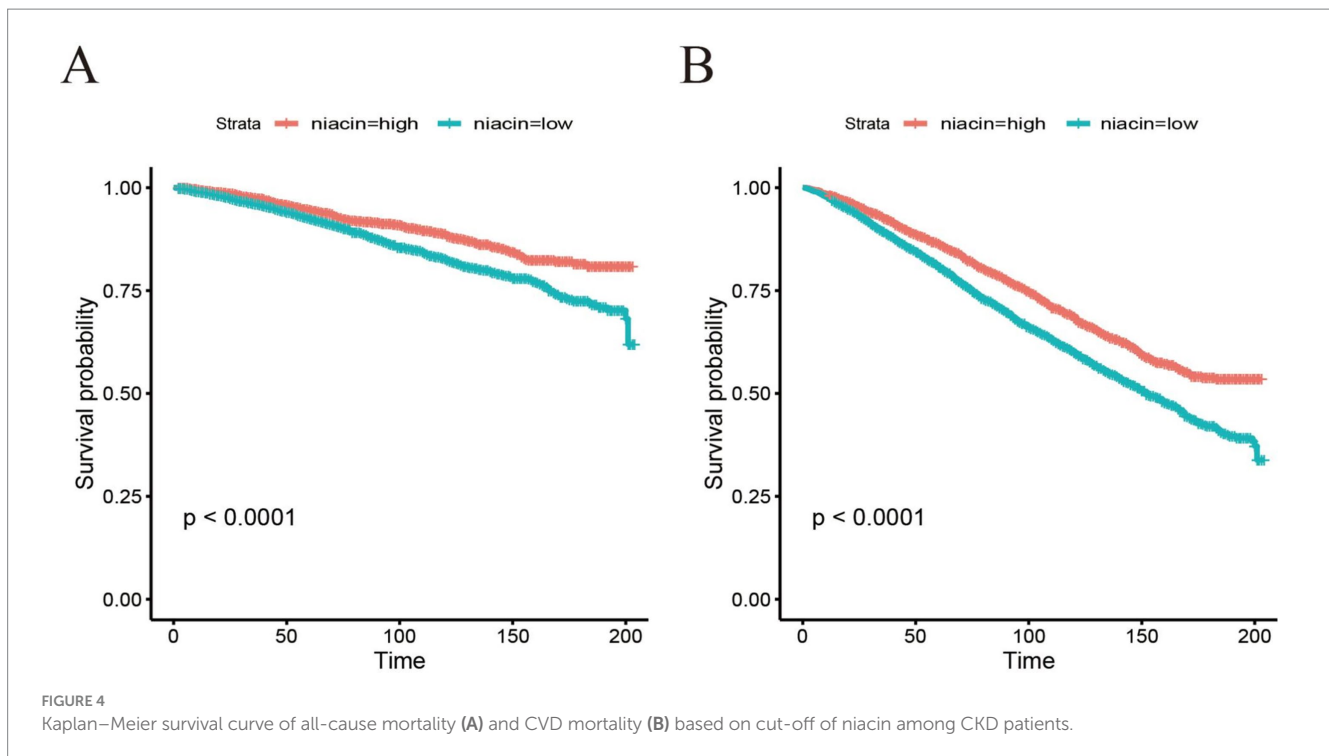 A
B
Strata niacin=high niacin=low
Strata niacin=high niacin=low
1.00
0.75
0.50
0.25
0.00
Survival probability
p < 0.0001
0 50 100 150 200
Time
1.00
0.75
0.50
0.25
0.00
Survival probability
p < 0.0001
0 50 100 150 200
Time
FIGURE 4
Kaplan–Meier survival curve of all-cause mortality (A) and CVD mortality (B) based on cut-off of niacin among CKD patients.